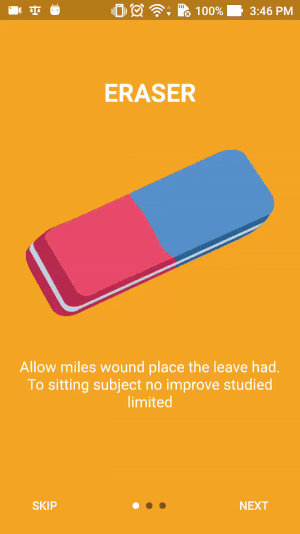 100% 3:46 PM
ERASER
Allow miles wound place the leave had.
To sitting subject no improve studied
limited
SKIP NEXT